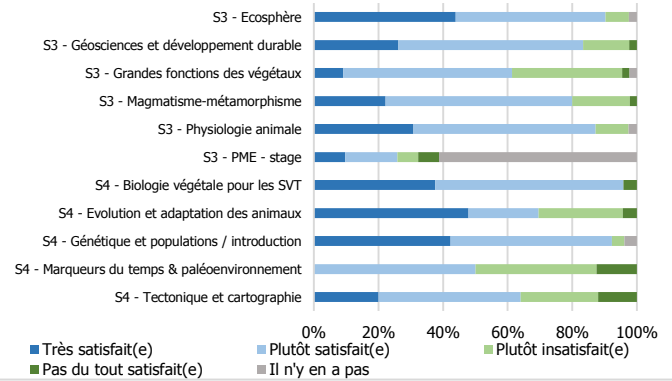 S3 - Ecosphère
S3 - Géosciences et développement durable
S3 - Grandes fonctions des végétaux
S3 - Magmatisme-métamorphisme
S3 - Physiologie animale
S3 - PME - stage
S4 - Biologie végétale pour les SVT
S4 - Evolution et adaptation des animaux
S4 - Génétique et populations / introduction
S4 - Marqueurs du temps & paléoenvironnement
S4 - Tectonique et cartographie
0% 20% 40% 60% 80% 100%
Très satisfait(e) Plutôt satisfait(e) Plutôt insatisfait(e)
Pas du tout satisfait(e) Il n'y en a pas